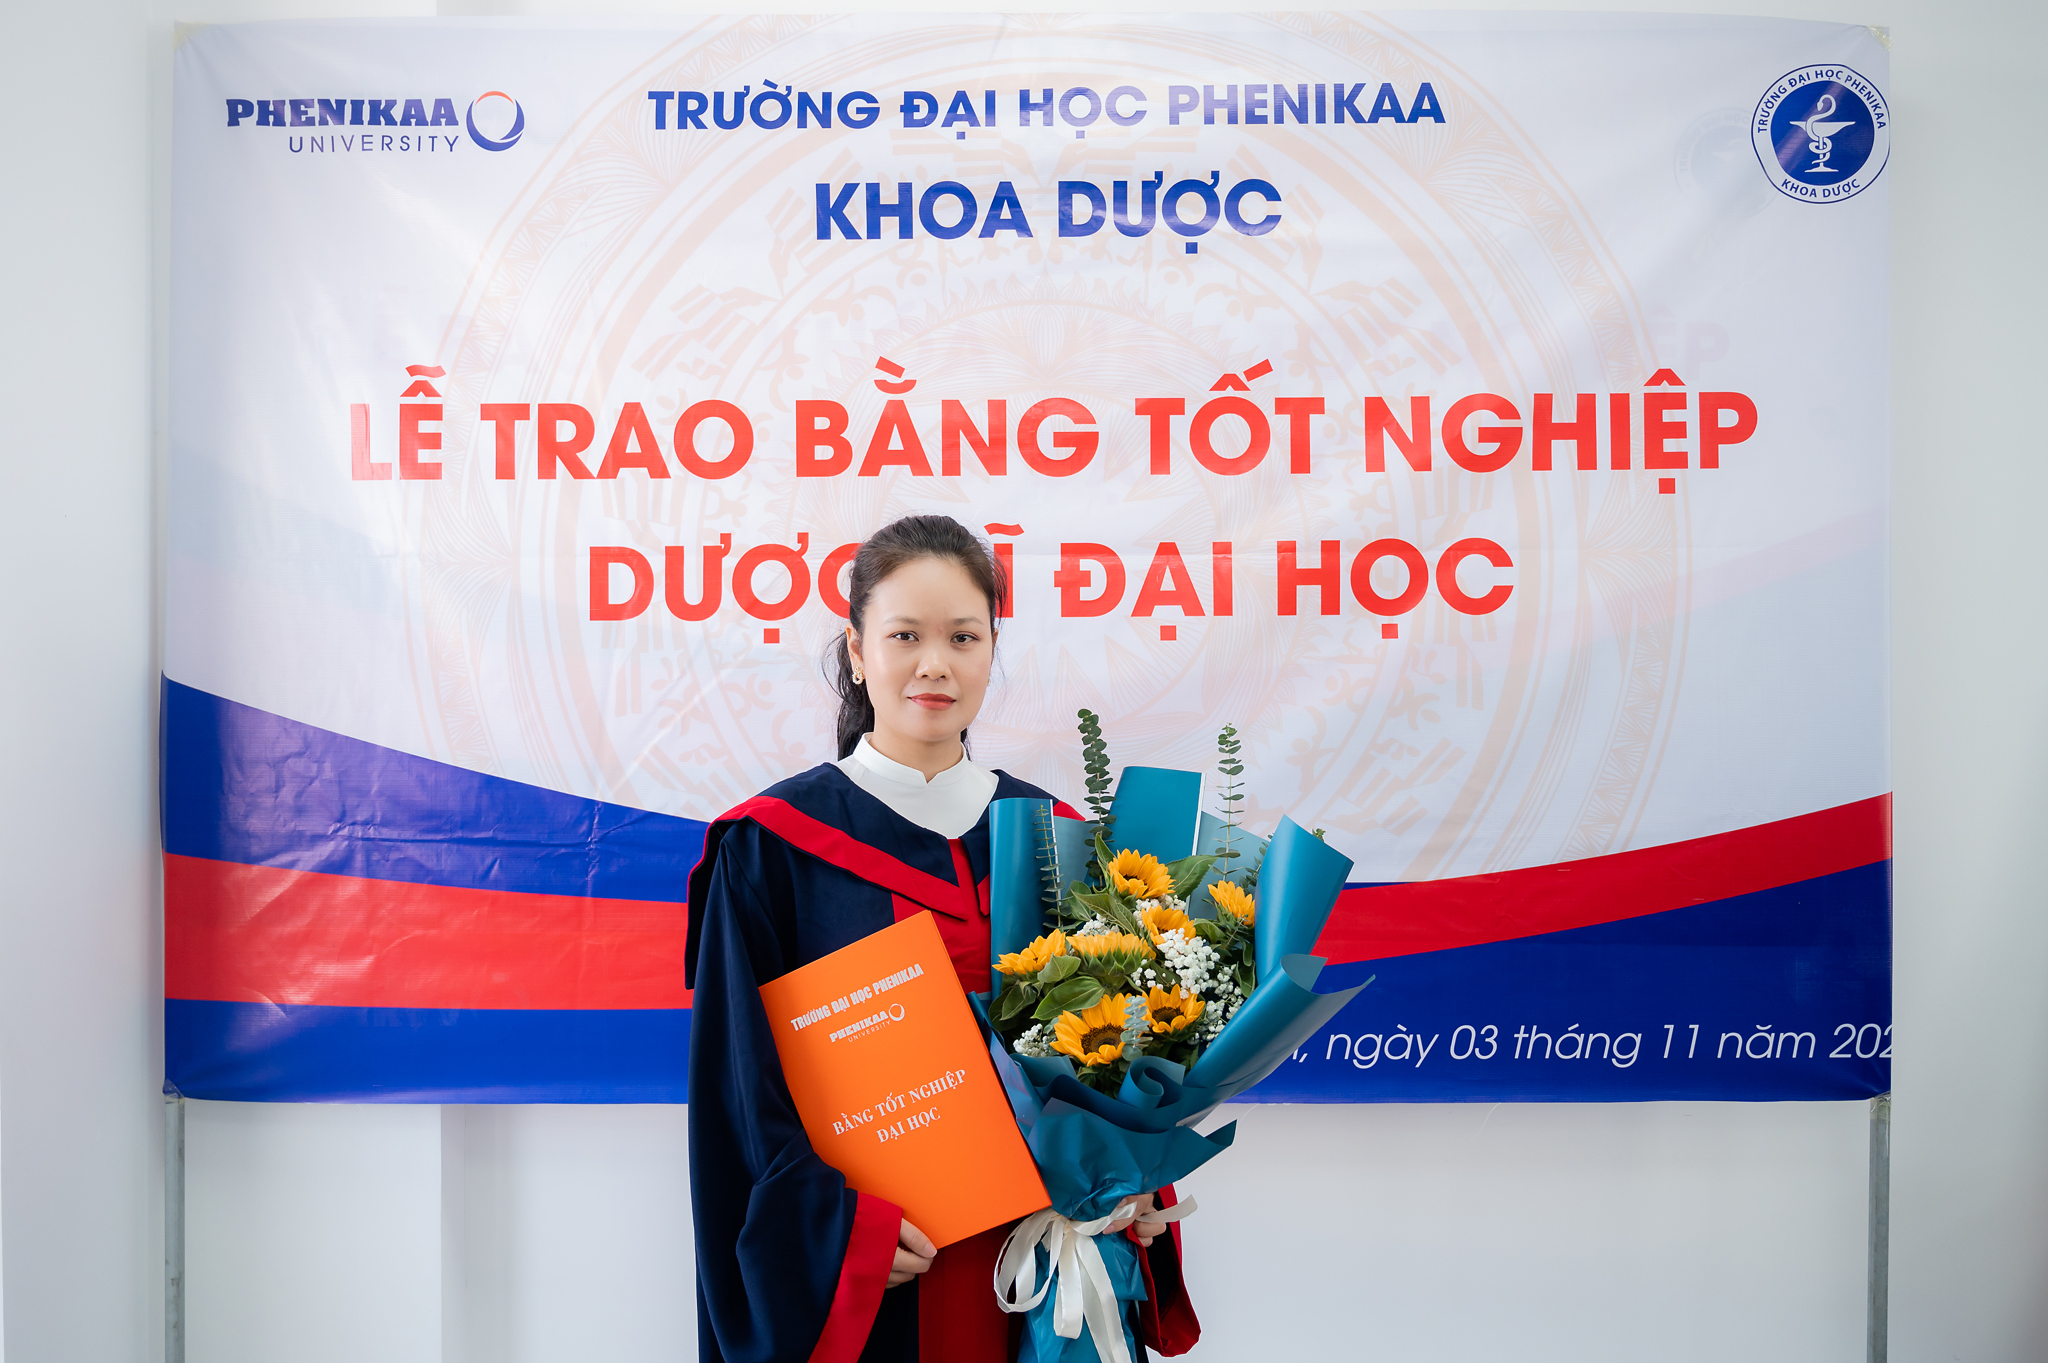 PHENIKAA
UNIVERSITY
TRƯỜNG ĐẠI HỌC PHENIKAA
KHOA DƯỢC
TRƯỜNG ĐẠI HỌC PHENIKAA
KHOA DƯỢC
LỄ TRAO BẰNG TỐT NGHIỆP
ĐẠI HỌC
ngày 03 tháng 11 năm
TRƯỜNG ĐẠI HỌC PHENIKAA
PHENIKAA
UNIVERSITY
BẰNG TỐT NGHIỆP
ĐẠI HỌC